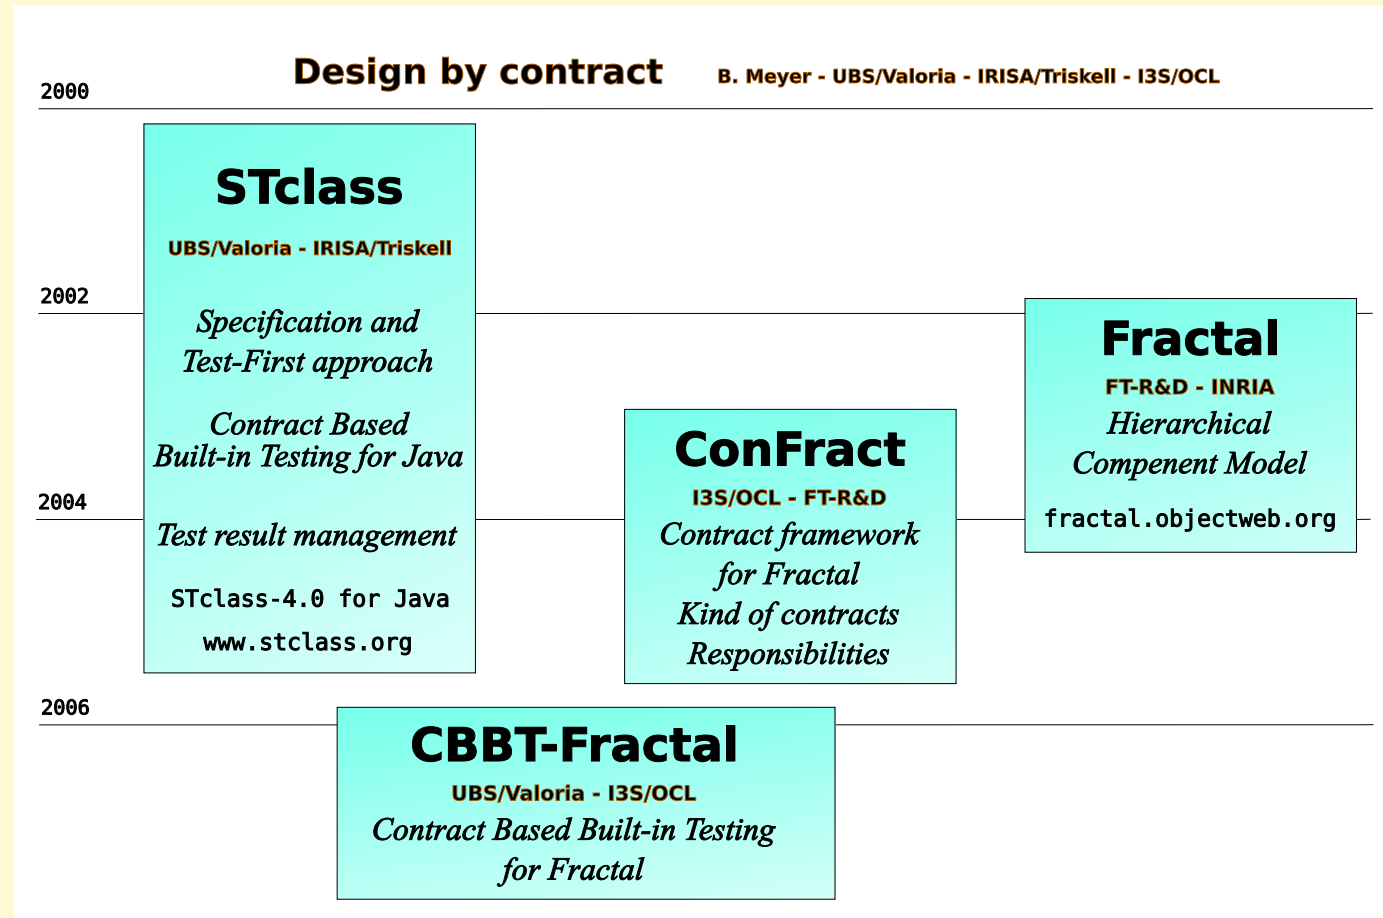 Design by contract
B. Meyer - UBS/Valoria - IRISA/Triskell - I3S/OCL
2000
STclass
UBS/Valoria - IRISA/Triskell
Specification and
Test-First approach
Contract Based
Built-in Testing for Java
Test result management
STclass-4.0 for Java
www.stclass.org
2002
Fractal
FT-R&D - INRIA
Hierarchical
Compenent Model
fractal.objectweb.org
ConFract
I3S/OCL - FT-R&D
Contract framework
for Fractal
Kind of contracts
Responsibilities
2004
2006
CBBT-Fractal
UBS/Valoria - I3S/OCL
Contract Based Built-in Testing
for Fractal